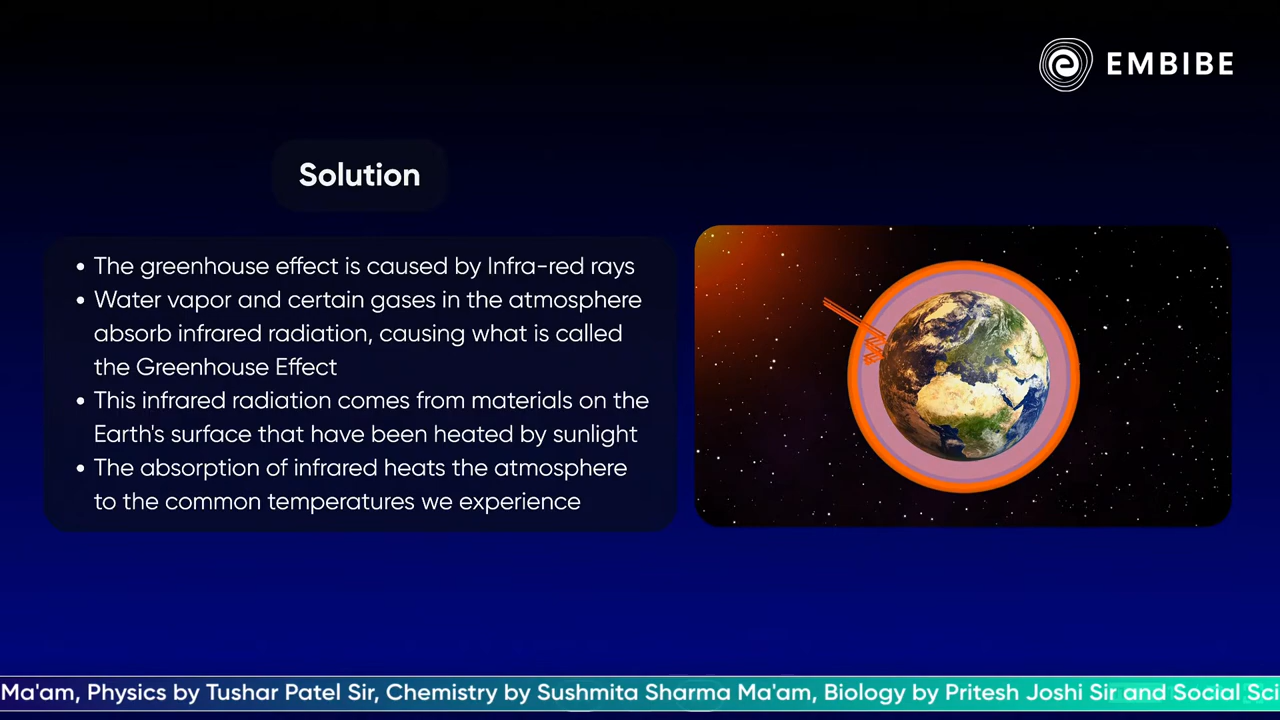 EMBIBE
Solution
• The greenhouse effect is caused by Infra-red rays
• Water vapor and certain gases in the atmosphere
absorb infrared radiation, causing what is called
the Greenhouse Effect
• This infrared radiation comes from materials on the
Earth's surface that have been heated by sunlight
• The absorption of infrared heats the atmosphere
to the common temperatures we experience
Ma'am, Physics by Tushar Patel Sir, Chemistry by Sushmita Sharma Ma'am, Biology by Pritesh Joshi Sir and Social Sci